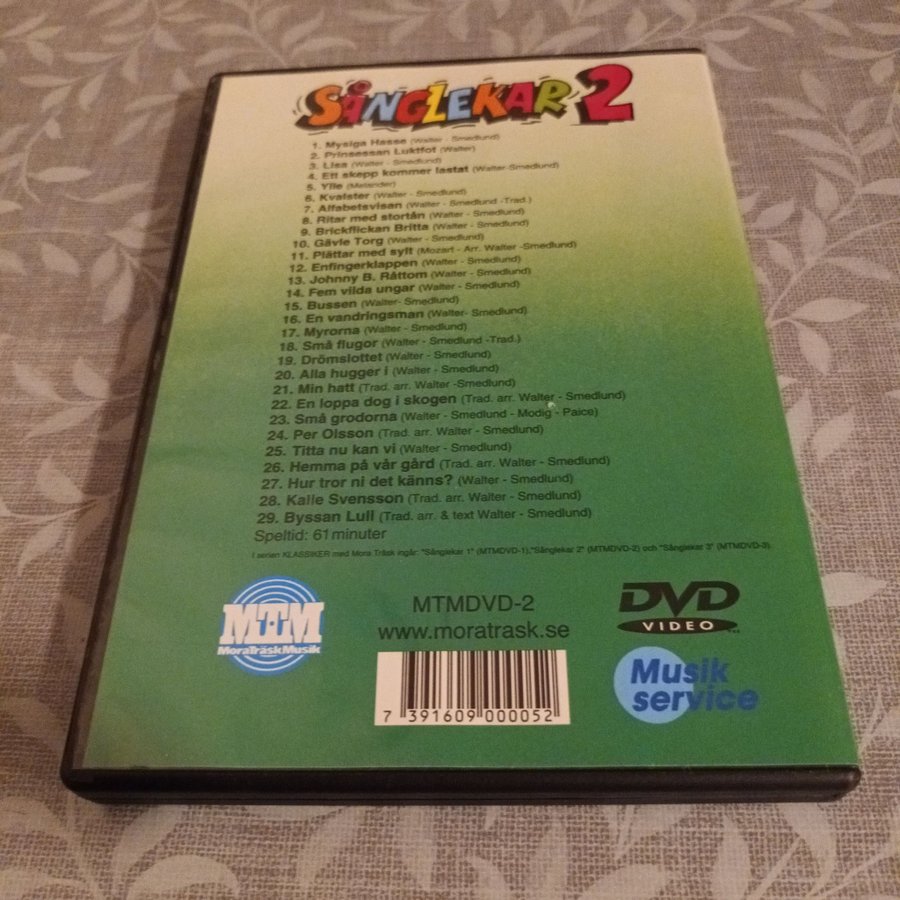 SÅNGLEKAR 2
1. Mysiga Hasse (Walter - Smedlund)
2. Prinsessan Luktfot (Walter)
3. Lisa (Walter - Smedlund)
4. Ett skepp kommer lastat (Walter-Smedlund)
5. Ylle (Melander)
6. Kvalster (Walter - Smedlund)
7. Alfabetsvisan (Walter - Smedlund -Trad.)
8. Ritar med stortån (Walter - Smedlund)
9. Brickflickan Britta (Walter - Smedlund)
10. Gävle Torg (Walter - Smedlund)
11. Plättar med sylt (Mozart - Arr. Walter -Smedlund)
12. Enfingerklappen (Walter - Smedlund)
13. Johnny B. Råttom (Walter - Smedlund)
14. Fem vilda ungar (Walter - Smedlund)
15. Bussen (Walter- Smedlund)
16. En vandringsman (Walter- Smedlund)
17. Myrorna (Walter - Smedlund)
18. Små flugor (Walter - Smedlund -Trad.)
19. Drömslottet (Walter - Smedlund)
20. Alla hugger i (Walter - Smedlund)
21. Min hatt (Trad. arr. Walter -Smedlund)
22. En loppa dog i skogen (Trad. arr. Walter - Smedlund)
23. Små grodorna (Walter - Smedlund - Modig - Paice)
24. Per Olsson (Trad. arr. Walter - Smedlund)
25. Titta nu kan vi (Walter - Smedlund)
26. Hemma på vår gård (Trad. arr. Walter - Smedlund)
27. Hur tror ni det känns? (Walter - Smedlund)
28. Kalle Svensson (Trad. arr. Walter - Smedlund)
29. Byssan Lull (Trad. arr. & text Walter - Smedlund)
Speltid: 61 minuter
I serien KLASSIKER med Mora Träsk ingår: "Sånglekar 1" (MTMDVD-1),"Sånglekar 2" (MTMDVD-2) och "Sånglekar 3" (MTMDVD-3).
MTM
MoraTräskMusik
MTMDVD-2
www.moratrask.se
7 391609 000052
DVD
VIDEO
Musik
service